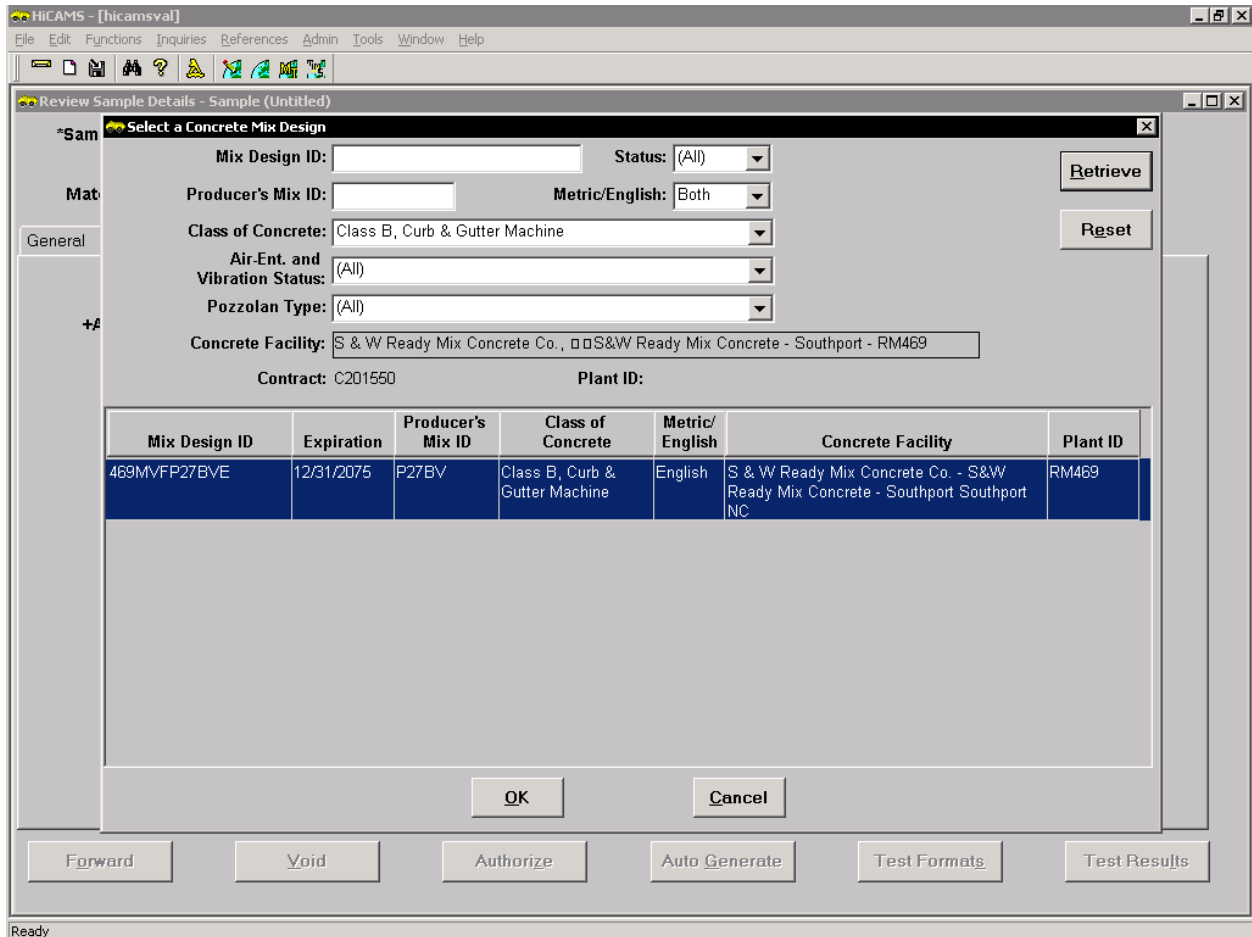 HiCAMS - [hicamsval]
File Edit Functions Inquiries References Admin Tools Window Help
Review Sample Details - Sample (Untitled)
*Sam
Select a Concrete Mix Design
Mix Design ID: Status: (All)
Retrieve
Mate
Producer's Mix ID: Metric/English: Both
General
Class of Concrete: Class B, Curb & Gutter Machine
Reset
Air-Ent. and
Vibration Status: (All)
Pozzolan Type: (All)
+A
Concrete Facility: S & W Ready Mix Concrete Co., □□S&W Ready Mix Concrete - Southport - RM469
Contract: C201550 Plant ID:
Mix Design ID Expiration Producer's Mix ID Class of Concrete Metric/English Concrete Facility Plant ID
469MVFP27BVE 12/31/2075 P27BV Class B, Curb & English S & W Ready Mix Concrete Co. - S&W RM469
Gutter Machine Ready Mix Concrete - Southport Southport
NC
OK Cancel
Forward Void Authorize Auto Generate Test Formats Test Results
Ready